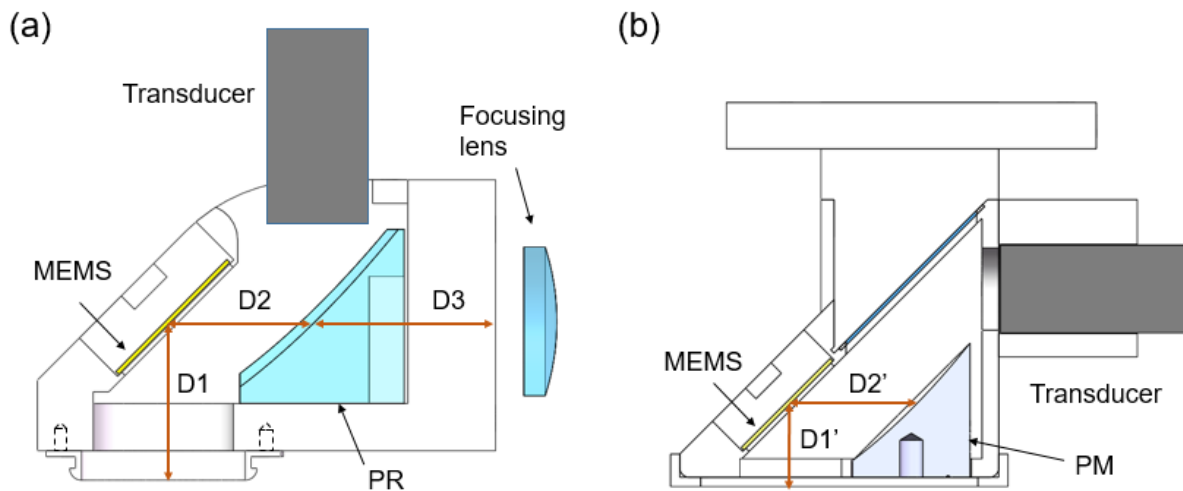 (a)
Transducer
Focusing
lens
MEMS
D2
D3
D1
PR
(b)
MEMS
D2’
D1’
Transducer
PM